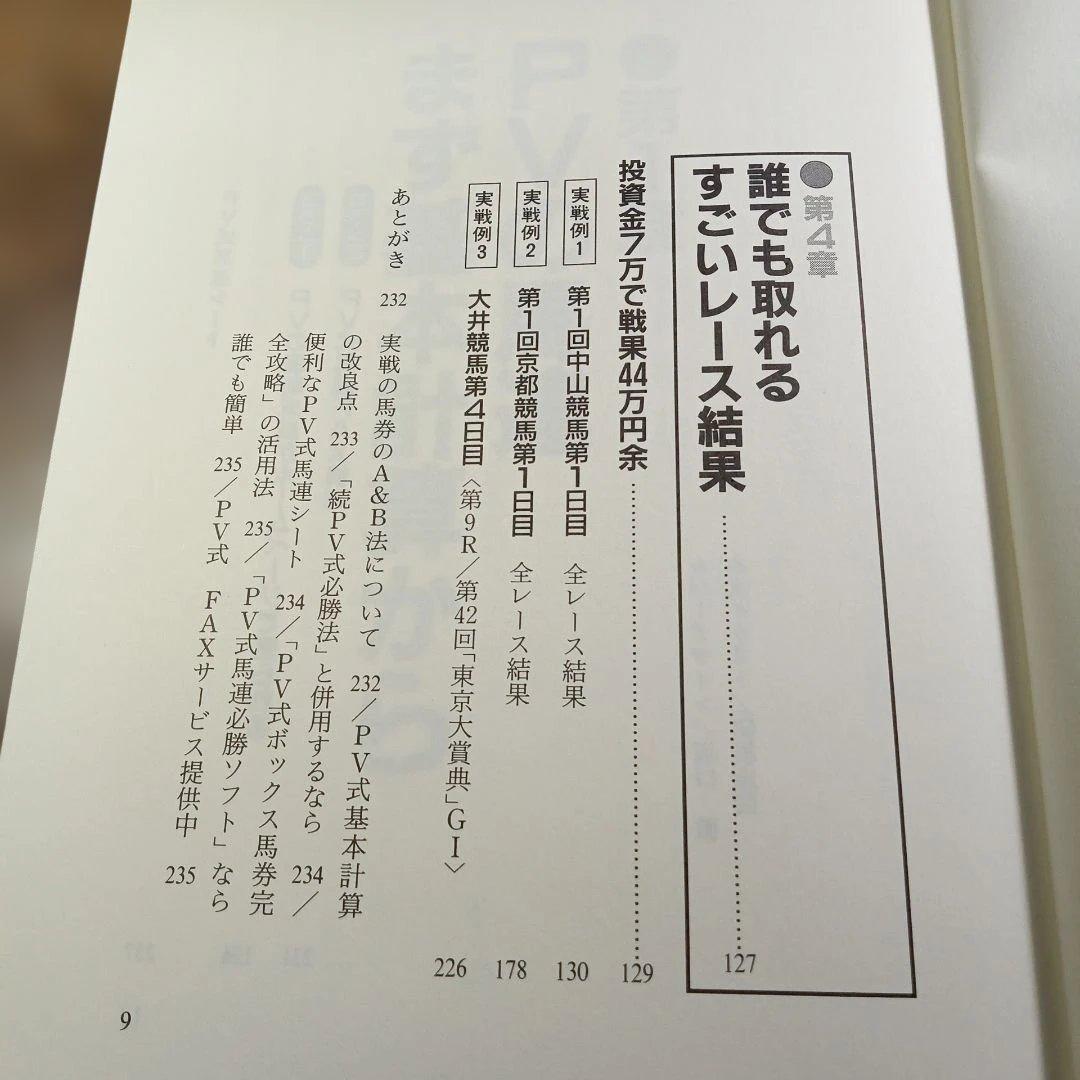 ●第4章
誰でも取れる
すごいレース結果……127
投資金7万で戦果44万円余……129
実戦例1 第1回中山競馬第1日目 全レース結果 130
実戦例2 第1回京都競馬第1日目 全レース結果 178
実戦例3 大井競馬第4日目〈第9R／第42回「東京大賞典」GⅠ〉 226
あとがき 232
実戦の馬券のA&B法について 232／PV式基本計算
の改良点 233／「続PV式必勝法」と併用するなら 234／
便利なPV式馬連シート 234／「PV式ボックス馬券完
全攻略」の活用法 235／「PV式馬連必勝ソフト」なら
誰でも簡単 235／PV式 FAXサービス提供中 235
9